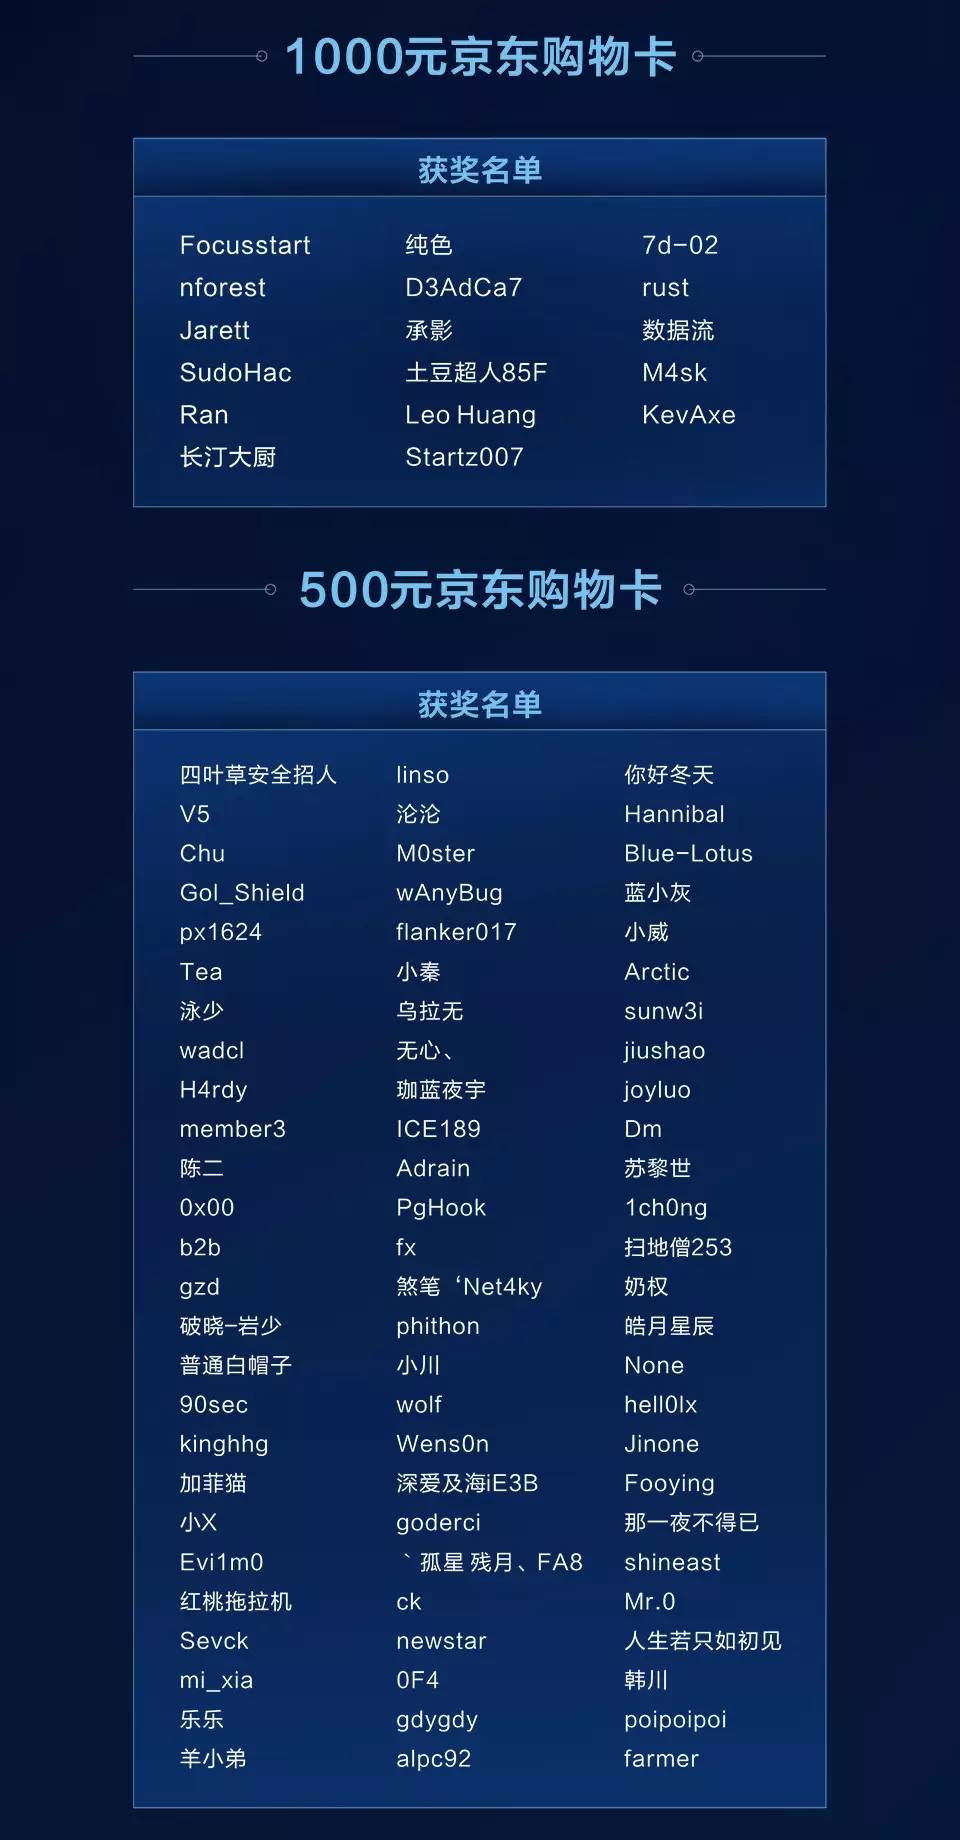 1000元京东购物卡
获奖名单
Focusstart 纯色 7d-02
nforest D3AdCa7 rust
Jarett 承影 数据流
SudoHac 土豆超人85F M4sk
Ran Leo Huang KevAxe
长汀大厨 Startz007
500元京东购物卡
获奖名单
四叶草安全招人 linso 你好冬天
V5 沦沦 Hannibal
Chu M0ster Blue-Lotus
Gol_Shield wAnyBug 蓝小灰
px1624 flanker017 小威
Tea 小秦 Arctic
泳少 乌拉无 sunw3i
wadcl 无心、 jiushao
H4rdy 珈蓝夜宇 joyluo
member3 ICE189 Dm
陈二 Adrain 苏黎世
0x00 PgHook 1ch0ng
b2b fx 扫地僧253
gzd 煞笔‘Net4ky 奶权
破晓-岩少 phithon 皓月星辰
普通白帽子 小川 None
90sec wolf hell0lx
kinghhg Wens0n Jinone
加菲猫 深爱及海iE3B Fooying
小X goderci 那一夜不得已
Evi1m0 `孤星 残月、FA8 shineast
红桃拖拉机 ck Mr.0
Sevck newstar 人生若只如初见
mi_xia 0F4 韩川
乐乐 gdygdy poipoipoi
羊小弟 alpc92 farmer